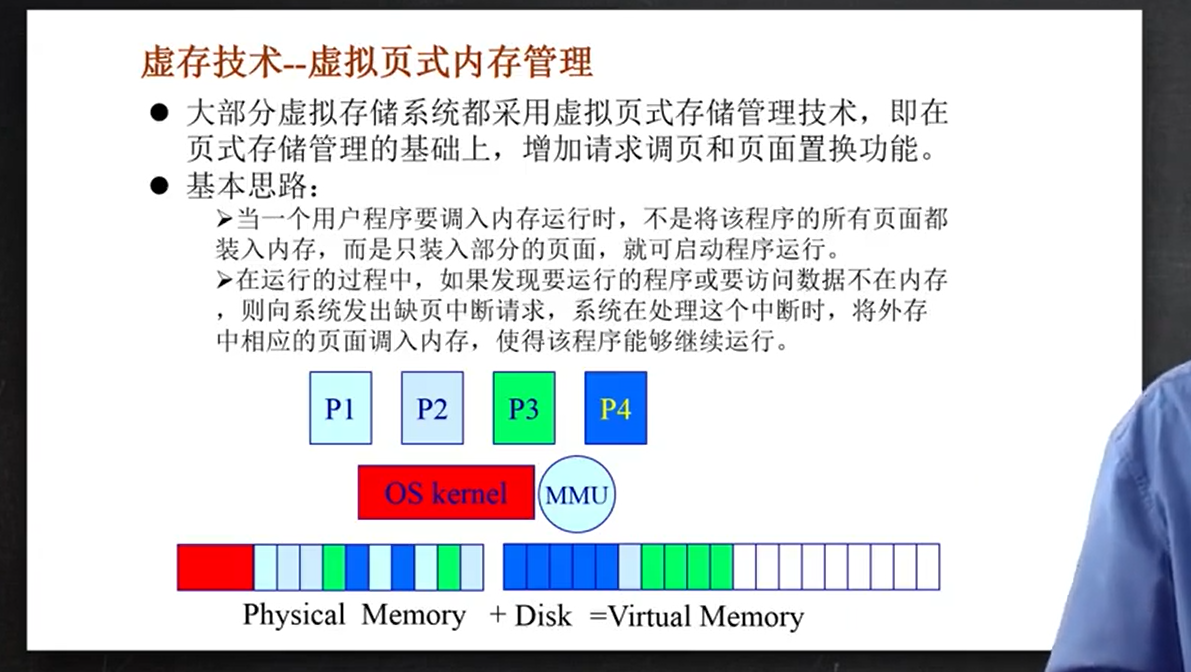 虚存技术--虚拟页式内存管理
● 大部分虚拟存储系统都采用虚拟页式存储管理技术，即在
页式存储管理的基础上，增加请求调页和页面置换功能。
● 基本思路：
➢当一个用户程序要调入内存运行时，不是将该程序的所有页面都
装入内存，而是只装入部分的页面，就可启动程序运行。
➢在运行的过程中，如果发现要运行的程序或要访问数据不在内存
，则向系统发出缺页中断请求，系统在处理这个中断时，将外存
中相应的页面调入内存，使得该程序能够继续运行。
P1 P2 P3 P4
OS kernel MMU
Physical Memory + Disk =Virtual Memory